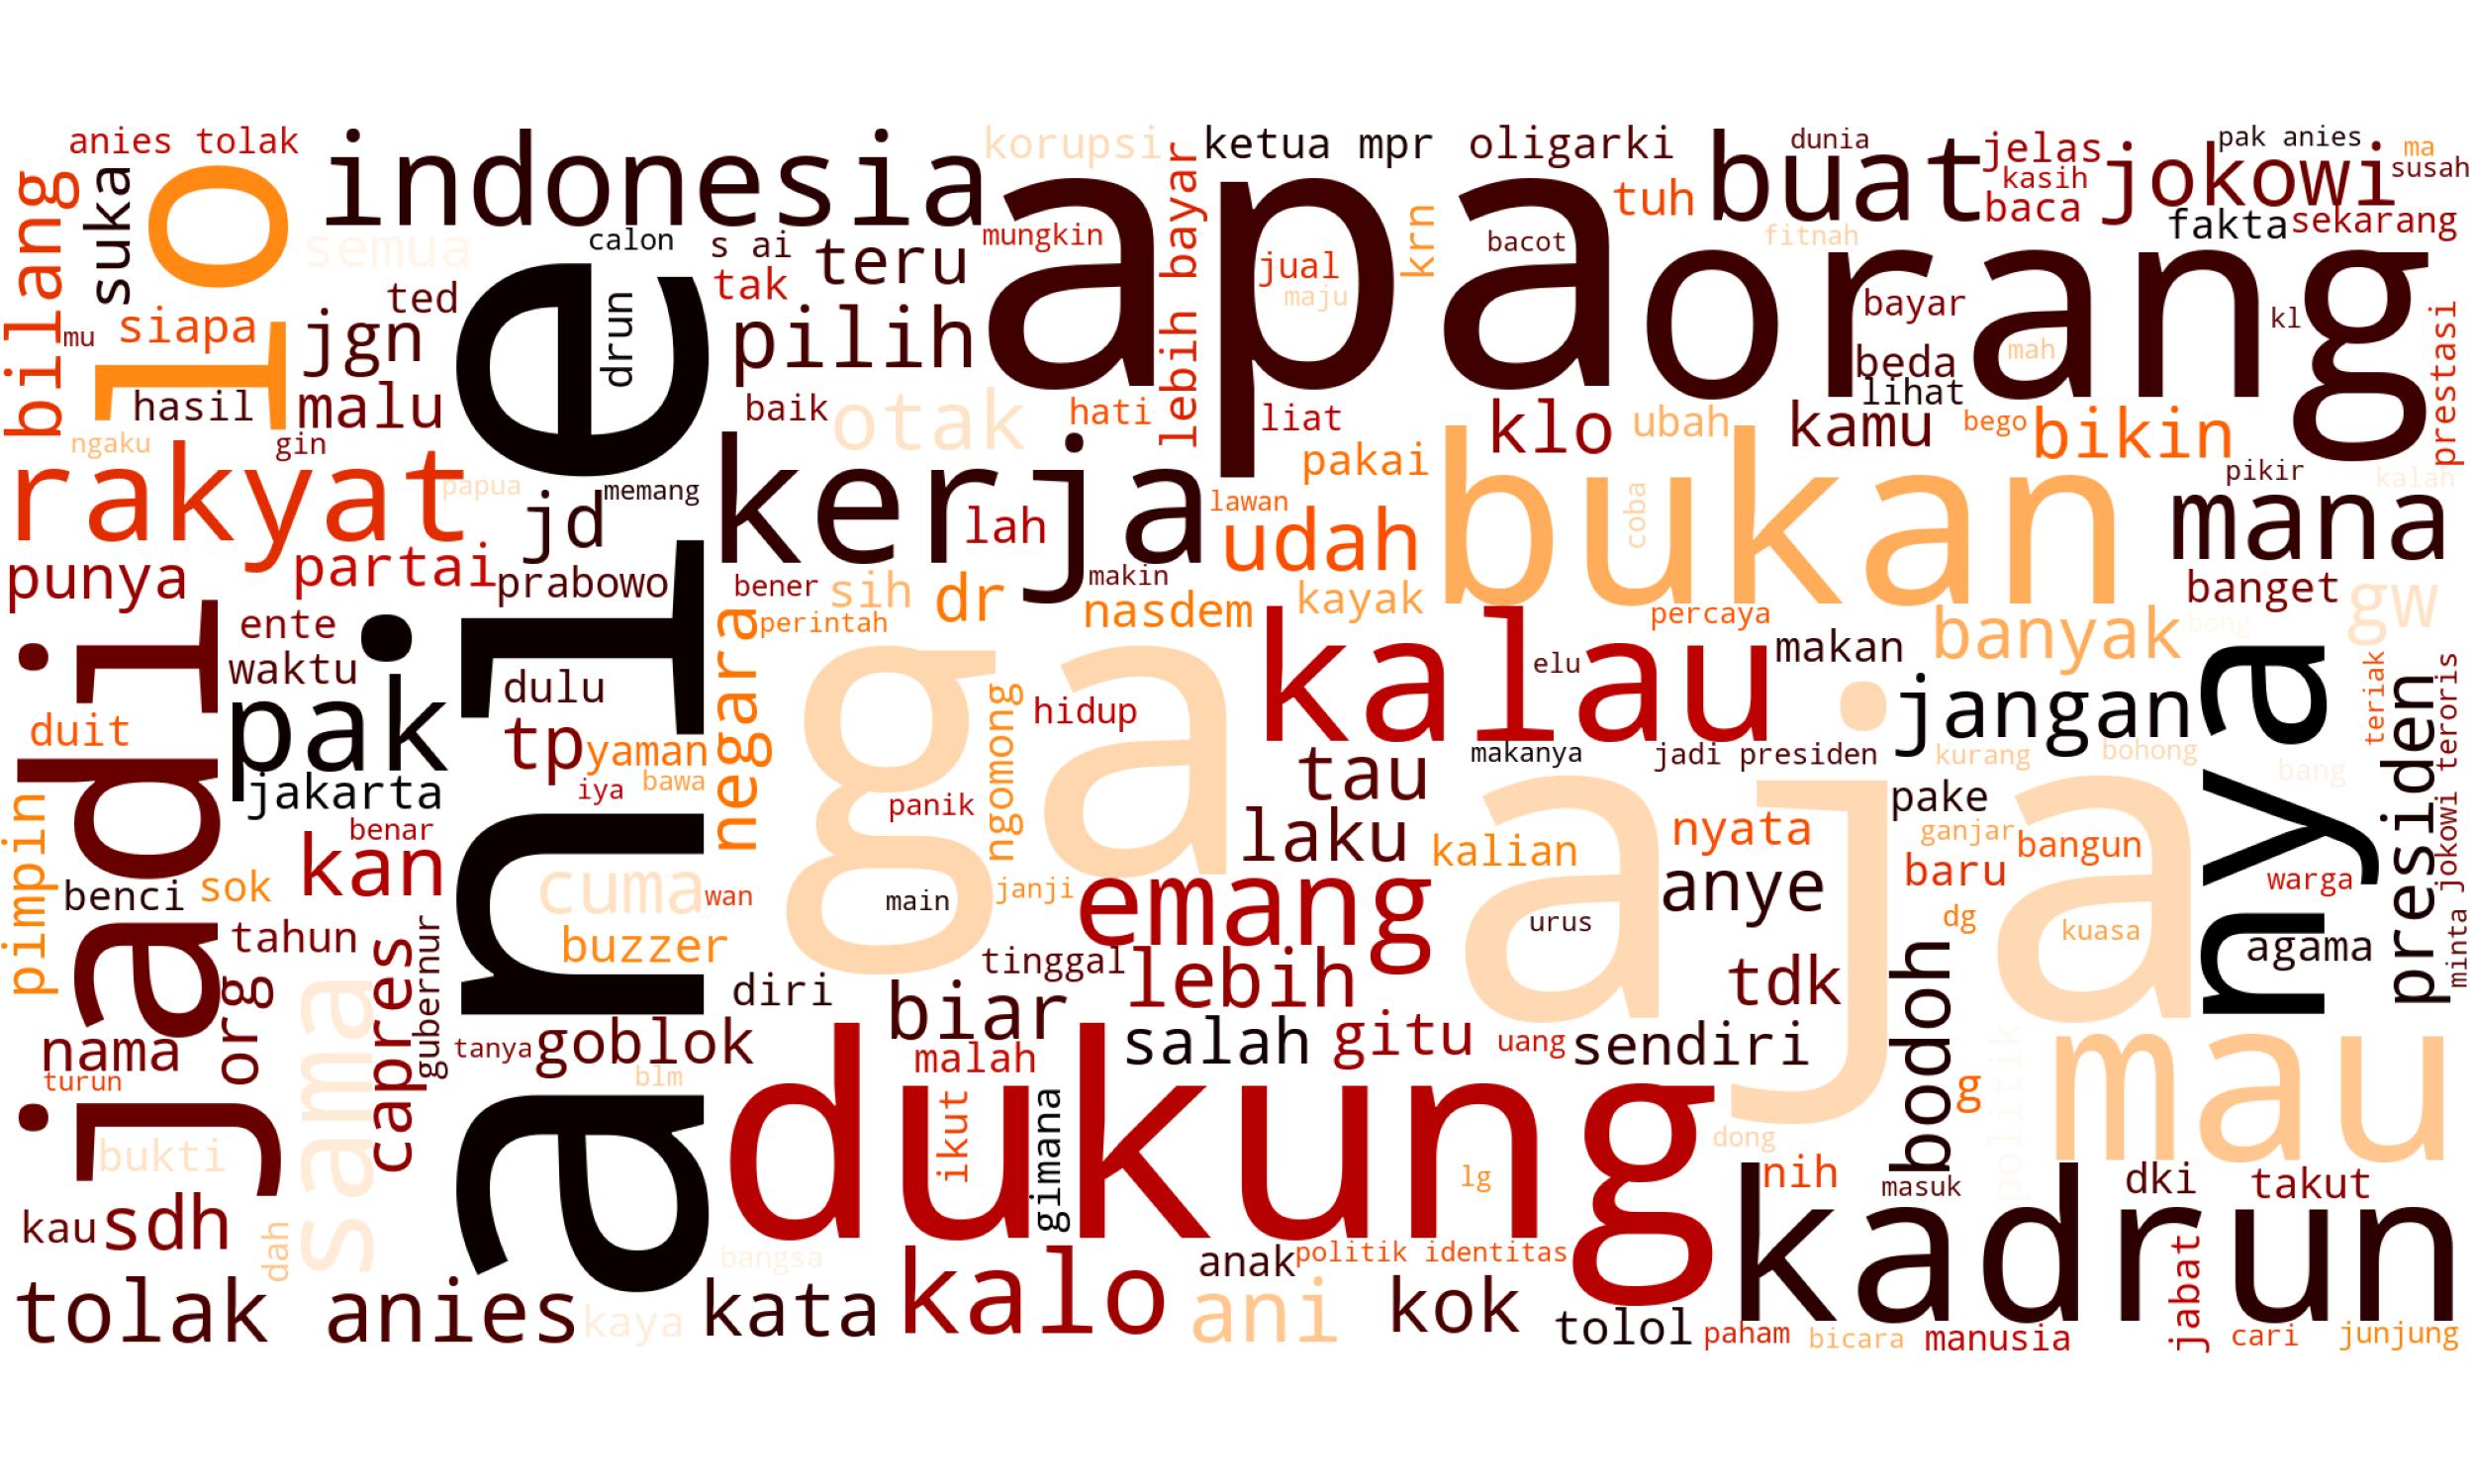 anies tolak
indonesia
korupsi
ketua mpr
oligarki
dunia
buat
jelas
jokowi
pak anies
ma
susah
kasih
baca
fakta
sekarang
bilang
suka
lo
semua
calon
s ai
teru
mungkin
apa
lebih bayar
jual
maju
krn
bacot
tuh
fitnah
orang
mu
siapa
jgn
ted
anie
drun
tak
pilih
bayar
beda
mah
kl
prestasi
hasil
malu
baik
otak
hati
liat
klo
ubah
kamu
lihat
bego
bikin
ngaku
gin
rakyat
papua
memang
jd
kerja
lah
lawan
pakai
udah
bukan
coba
pikir
kalah
mana
punya
partai
prabowo
bener
sih
dr
makin
nasdem
kayak
percaya
banget
gw
jadi
ente
waktu
pak
dulu
negara
perintah
ga
ngomong
hidup
kalau
elu
makan
banyak
bong
jangan
nya
teriak
presiden
minta jokowi teroris
duit
jakarta
tp
yaman
iya
bawa
panik
tau
makanya
jadi presiden
aja
kurang
bohong
bang
pimpin
benar
kan
benci
sok
cuma
wan
main
janji
laku
kalian
nyata
pake
ganjar
bangun
baru
warga
emang
anye
urus
dg
kuasa
agama
tahun
capres
gubernur
buzzer
diri
tinggal
lebih
tdk
bodoh
nama
org
sama
tanya
goblok
biar
malah
salah
gitu
uang
sendiri
g
politik
mau
turun
blm
dukung
ikut
gimana
lg
dong
nih
masuk
dki
takut
bukti
kau
sdh
dah
bangsa
anak
politik identitas
kadrun
jabat
tolak anies
kaya
kata
kalo
ani
kok
tolol
paham
bicara
manusia
cari
junjung